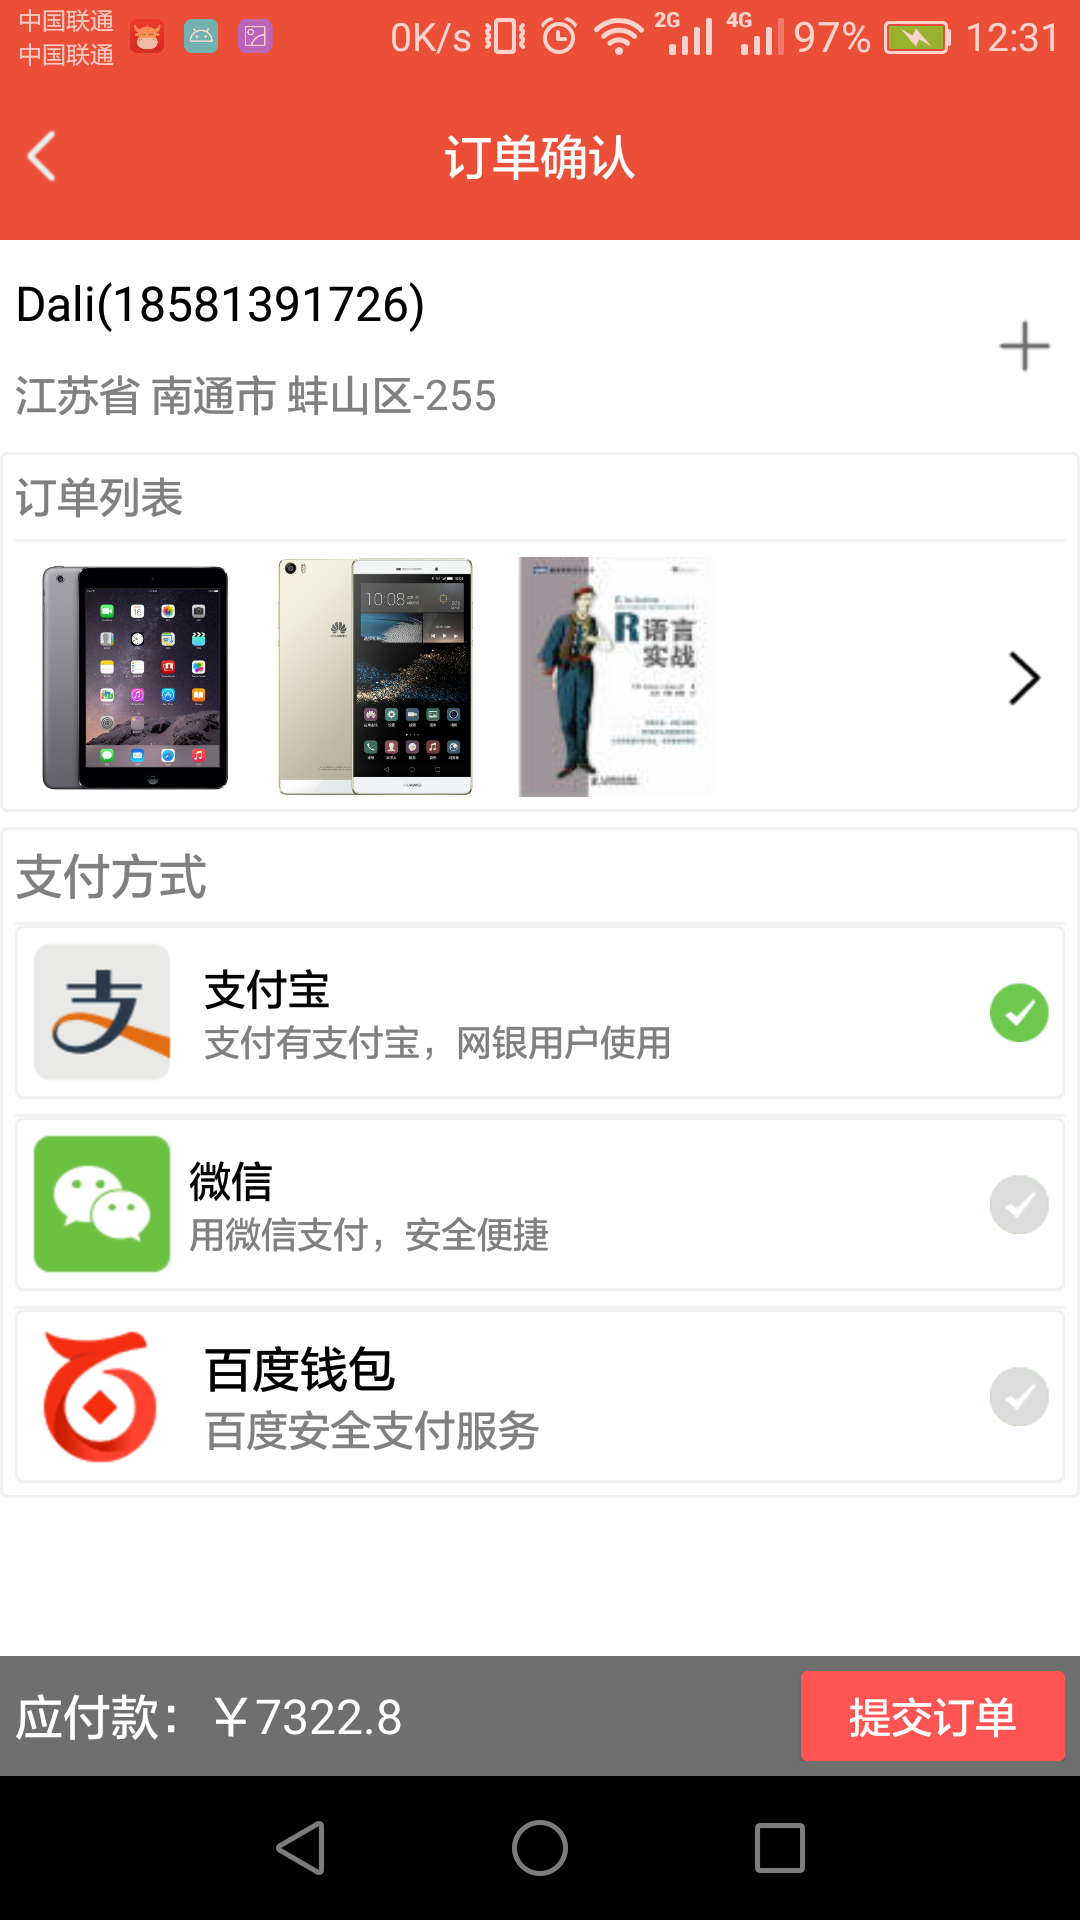 中国联通
中国联通
0K/s 2G 4G 97% 12:31
订单确认
Dali(18581391726)
江苏省 南通市 蚌山区-255
订单列表
10:08
HUAWEI
R语言
实战
支付方式
支付宝
支付有支付宝，网银用户使用
微信
用微信支付，安全便捷
百度钱包
百度安全支付服务
应付款：￥7322.8
提交订单